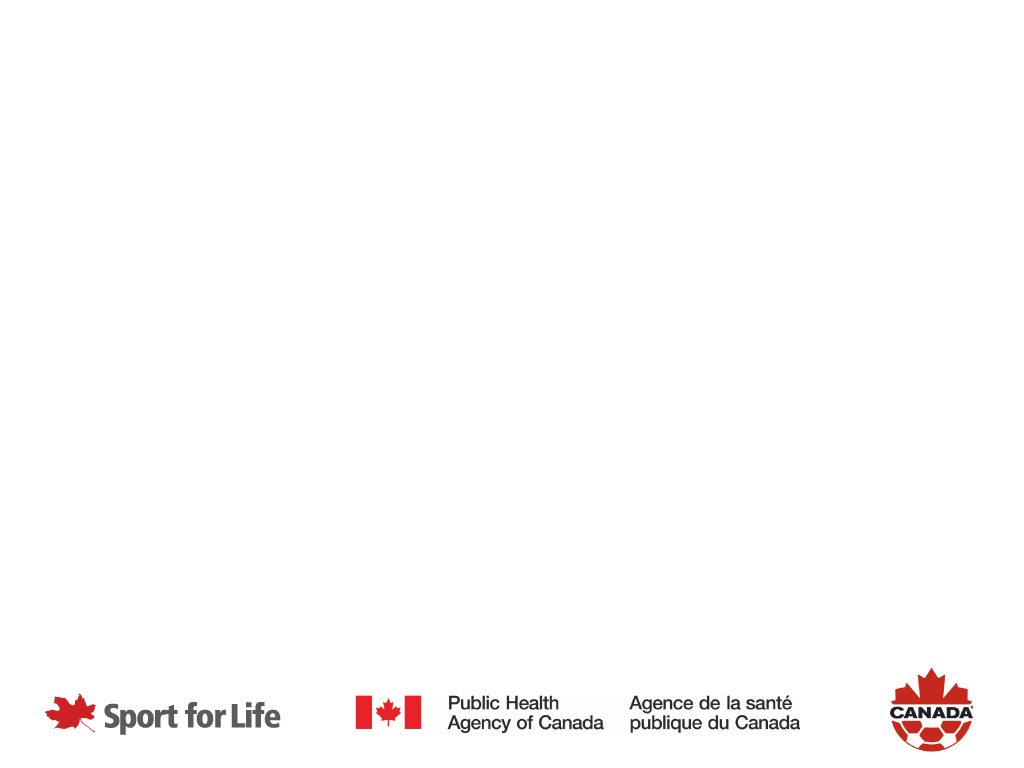 Sport for Life
Public Health
Agency of Canada
Agence de la santé
publique du Canada
CANADA